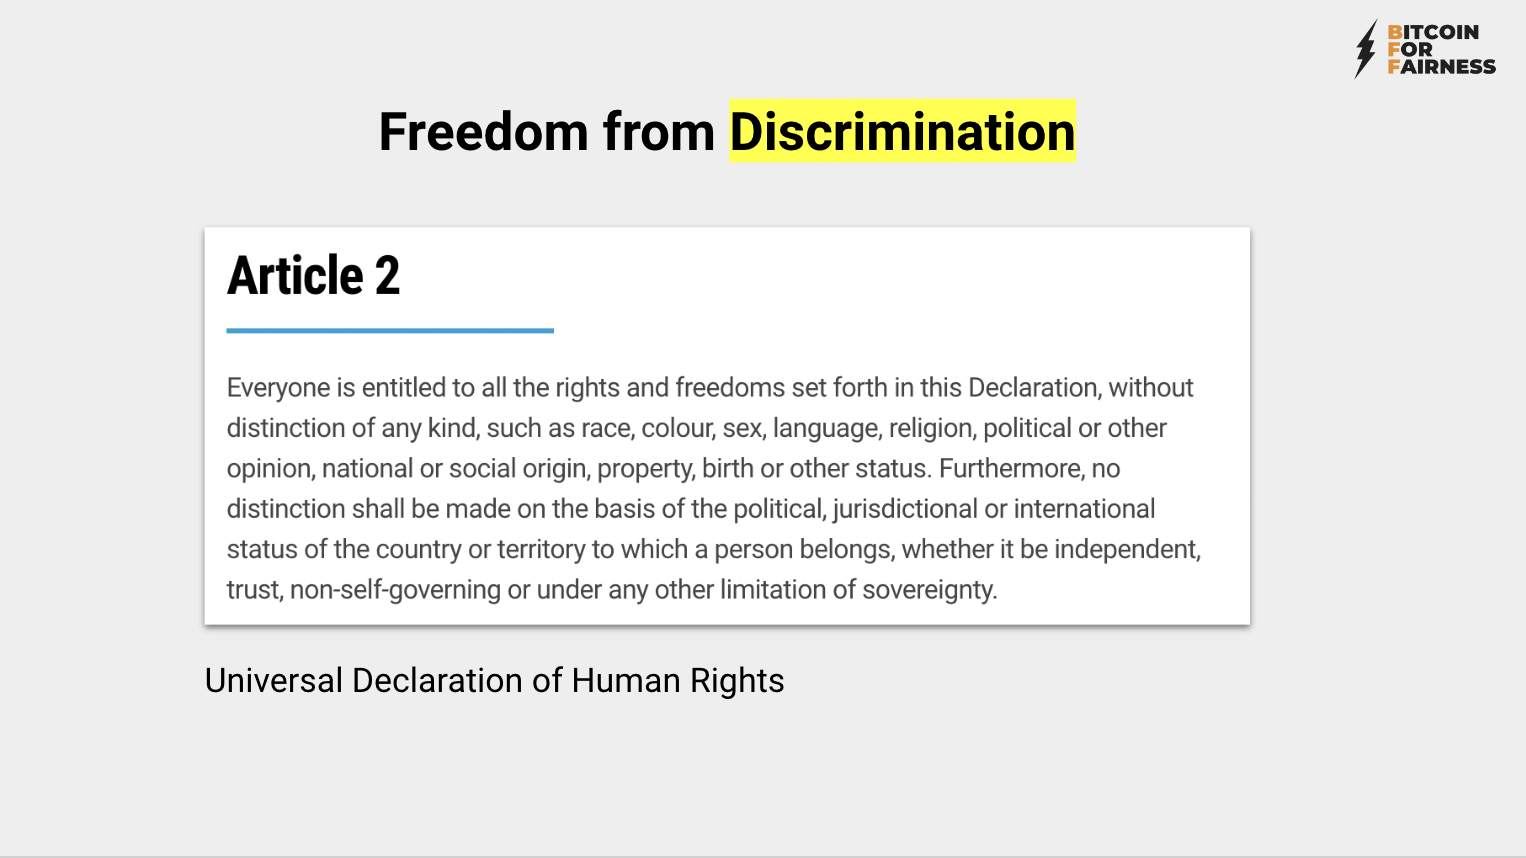 BITCOIN
FOR
FAIRNESS
Freedom from Discrimination
Article 2
Everyone is entitled to all the rights and freedoms set forth in this Declaration, without
distinction of any kind, such as race, colour, sex, language, religion, political or other
opinion, national or social origin, property, birth or other status. Furthermore, no
distinction shall be made on the basis of the political, jurisdictional or international
status of the country or territory to which a person belongs, whether it be independent,
trust, non-self-governing or under any other limitation of sovereignty.
Universal Declaration of Human Rights